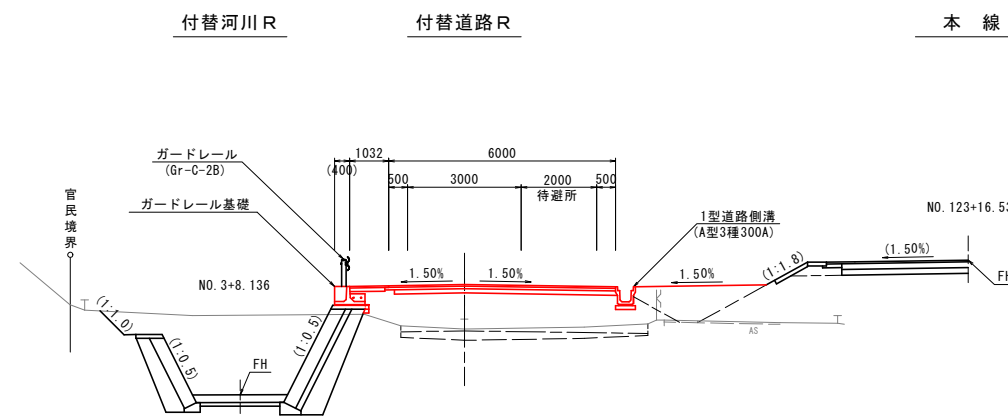 付替河川R
付替道路R
本 線
ガードレール
(Gr-C-2B)
ガードレール基礎
官民境界
(400)
1032
6000
500
3000
2000
500
待避所
1型道路側溝
(A型3種300A)
NO.123+16.53
NO.3+8.136
1.50%
1.50%
1.50%
(1:1.8)
(1.50%)
FH
(1:1.0)
(1:0.5)
(1:0.5)
FH
AS